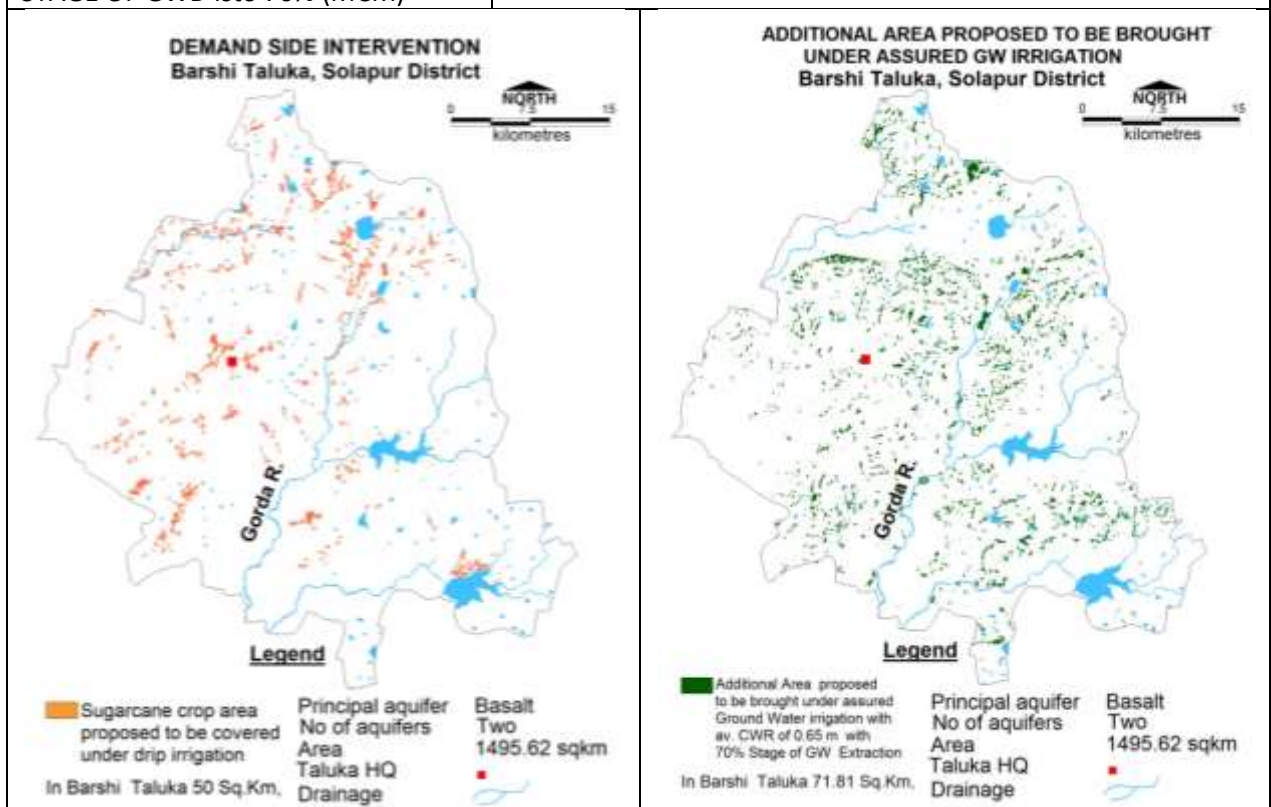 DEMAND SIDE INTERVENTION
Barshi Taluka, Solapur District
NORTH
0 7.5 15
kilometres
Gorda R.
Legend
Sugarcane crop area
proposed to be covered
under drip irrigation
In Barshi Taluka 50 Sq.Km,
Principal aquifer Basalt
No of aquifers Two
Area 1495.62 sqkm
Taluka HQ
Drainage
ADDITIONAL AREA PROPOSED TO BE BROUGHT
UNDER ASSURED GW IRRIGATION
Barshi Taluka, Solapur District
NORTH
0 7.5 15
kilometres
Gorda R.
Legend
Additional Area proposed
to be brought under assured
Ground Water irrigation with
av. CWR of 0.65 m with
70% Stage of GW Extraction
In Barshi Taluka 71.81 Sq.Km,
Principal aquifer Basalt
No of aquifers Two
Area 1495.62 sqkm
Taluka HQ
Drainage